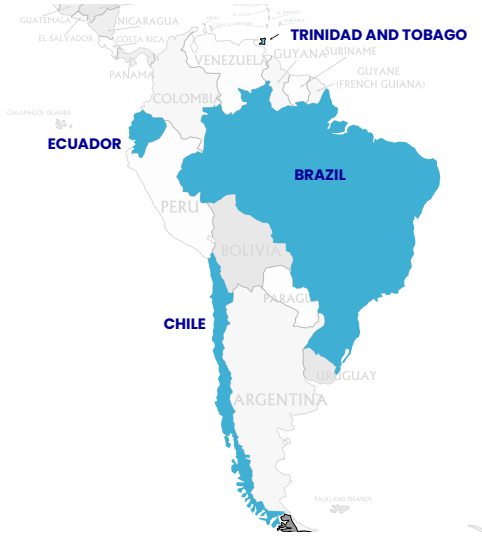 GUATEMALA
NICARAGUA
EL SALVADOR
COSTA RICA
PANAMA
TRINIDAD AND TOBAGO
VENEZUELA
GUYANA
SURINAME
GUYANE
(FRENCH GUIANA)
COLOMBIA
GALAPAGOS ISLANDS
ECUADOR
BRAZIL
PERU
BOLIVIA
PARAGU
CHILE
URUGUAY
ARGENTINA
FALKLAND ISLANDS